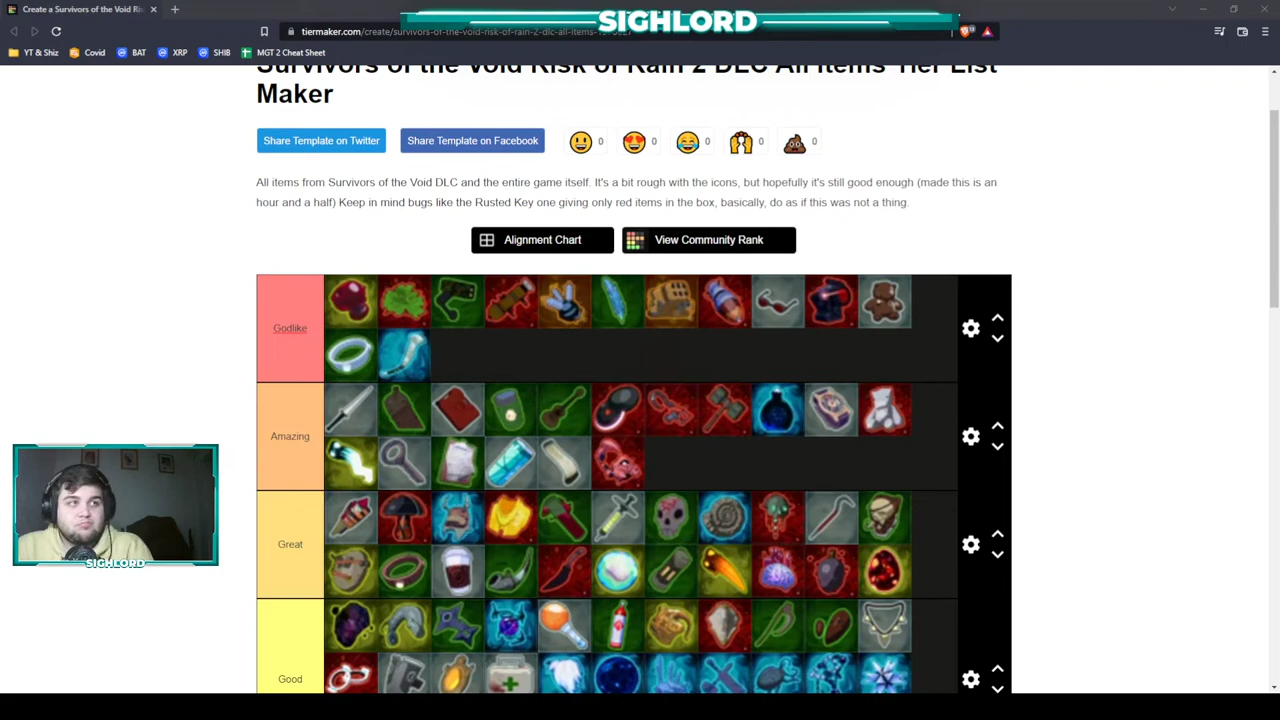 Create a Survivors of the Void Ri
SIGHLORD
tiermaker.com/create/survivors-of-the-void-risk-of-rain-2-dlc-all-items-
YT & Shiz
Covid
BAT
XRP
SHIB
MGT 2 Cheat Sheet
Survivors of the Void Risk of Rain 2 DLC All Items Tier List
Maker
Share Template on Twitter
Share Template on Facebook
0
0
0
0
0
All items from Survivors of the Void DLC and the entire game itself. It's a bit rough with the icons, but hopefully it's still good enough (made this is an
hour and a half) Keep in mind bugs like the Rusted Key one giving only red items in the box, basically, do as if this was not a thing.
Alignment Chart
View Community Rank
Godlike
Amazing
Great
Good
SIGHLORD